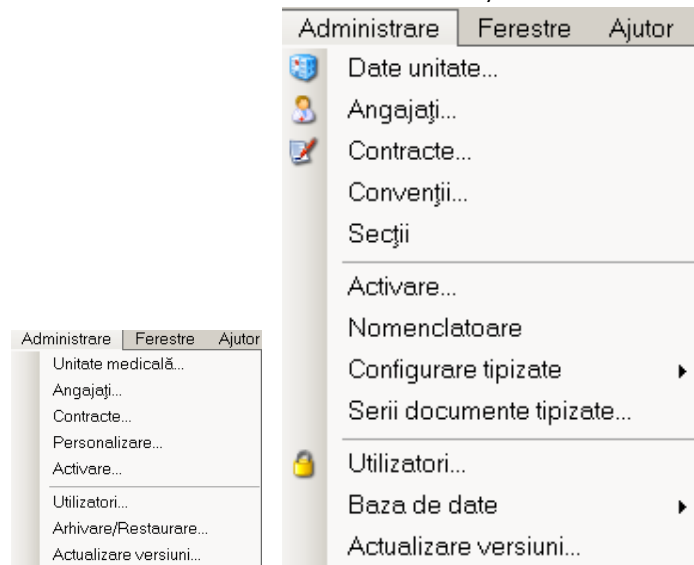 Administrare Ferestre Ajutor
Unitate medicală...
Angajaţi...
Contracte...
Personalizare...
Activare...
Utilizatori...
Arhivare/Restaurare...
Actualizare versiuni...
Administrare Ferestre Ajutor
Date unitate...
Angajaţi...
Contracte...
Convenţii...
Secţii
Activare...
Nomenclatoare
Configurare tipizate
Serii documente tipizate...
Utilizatori...
Baza de date
Actualizare versiuni...